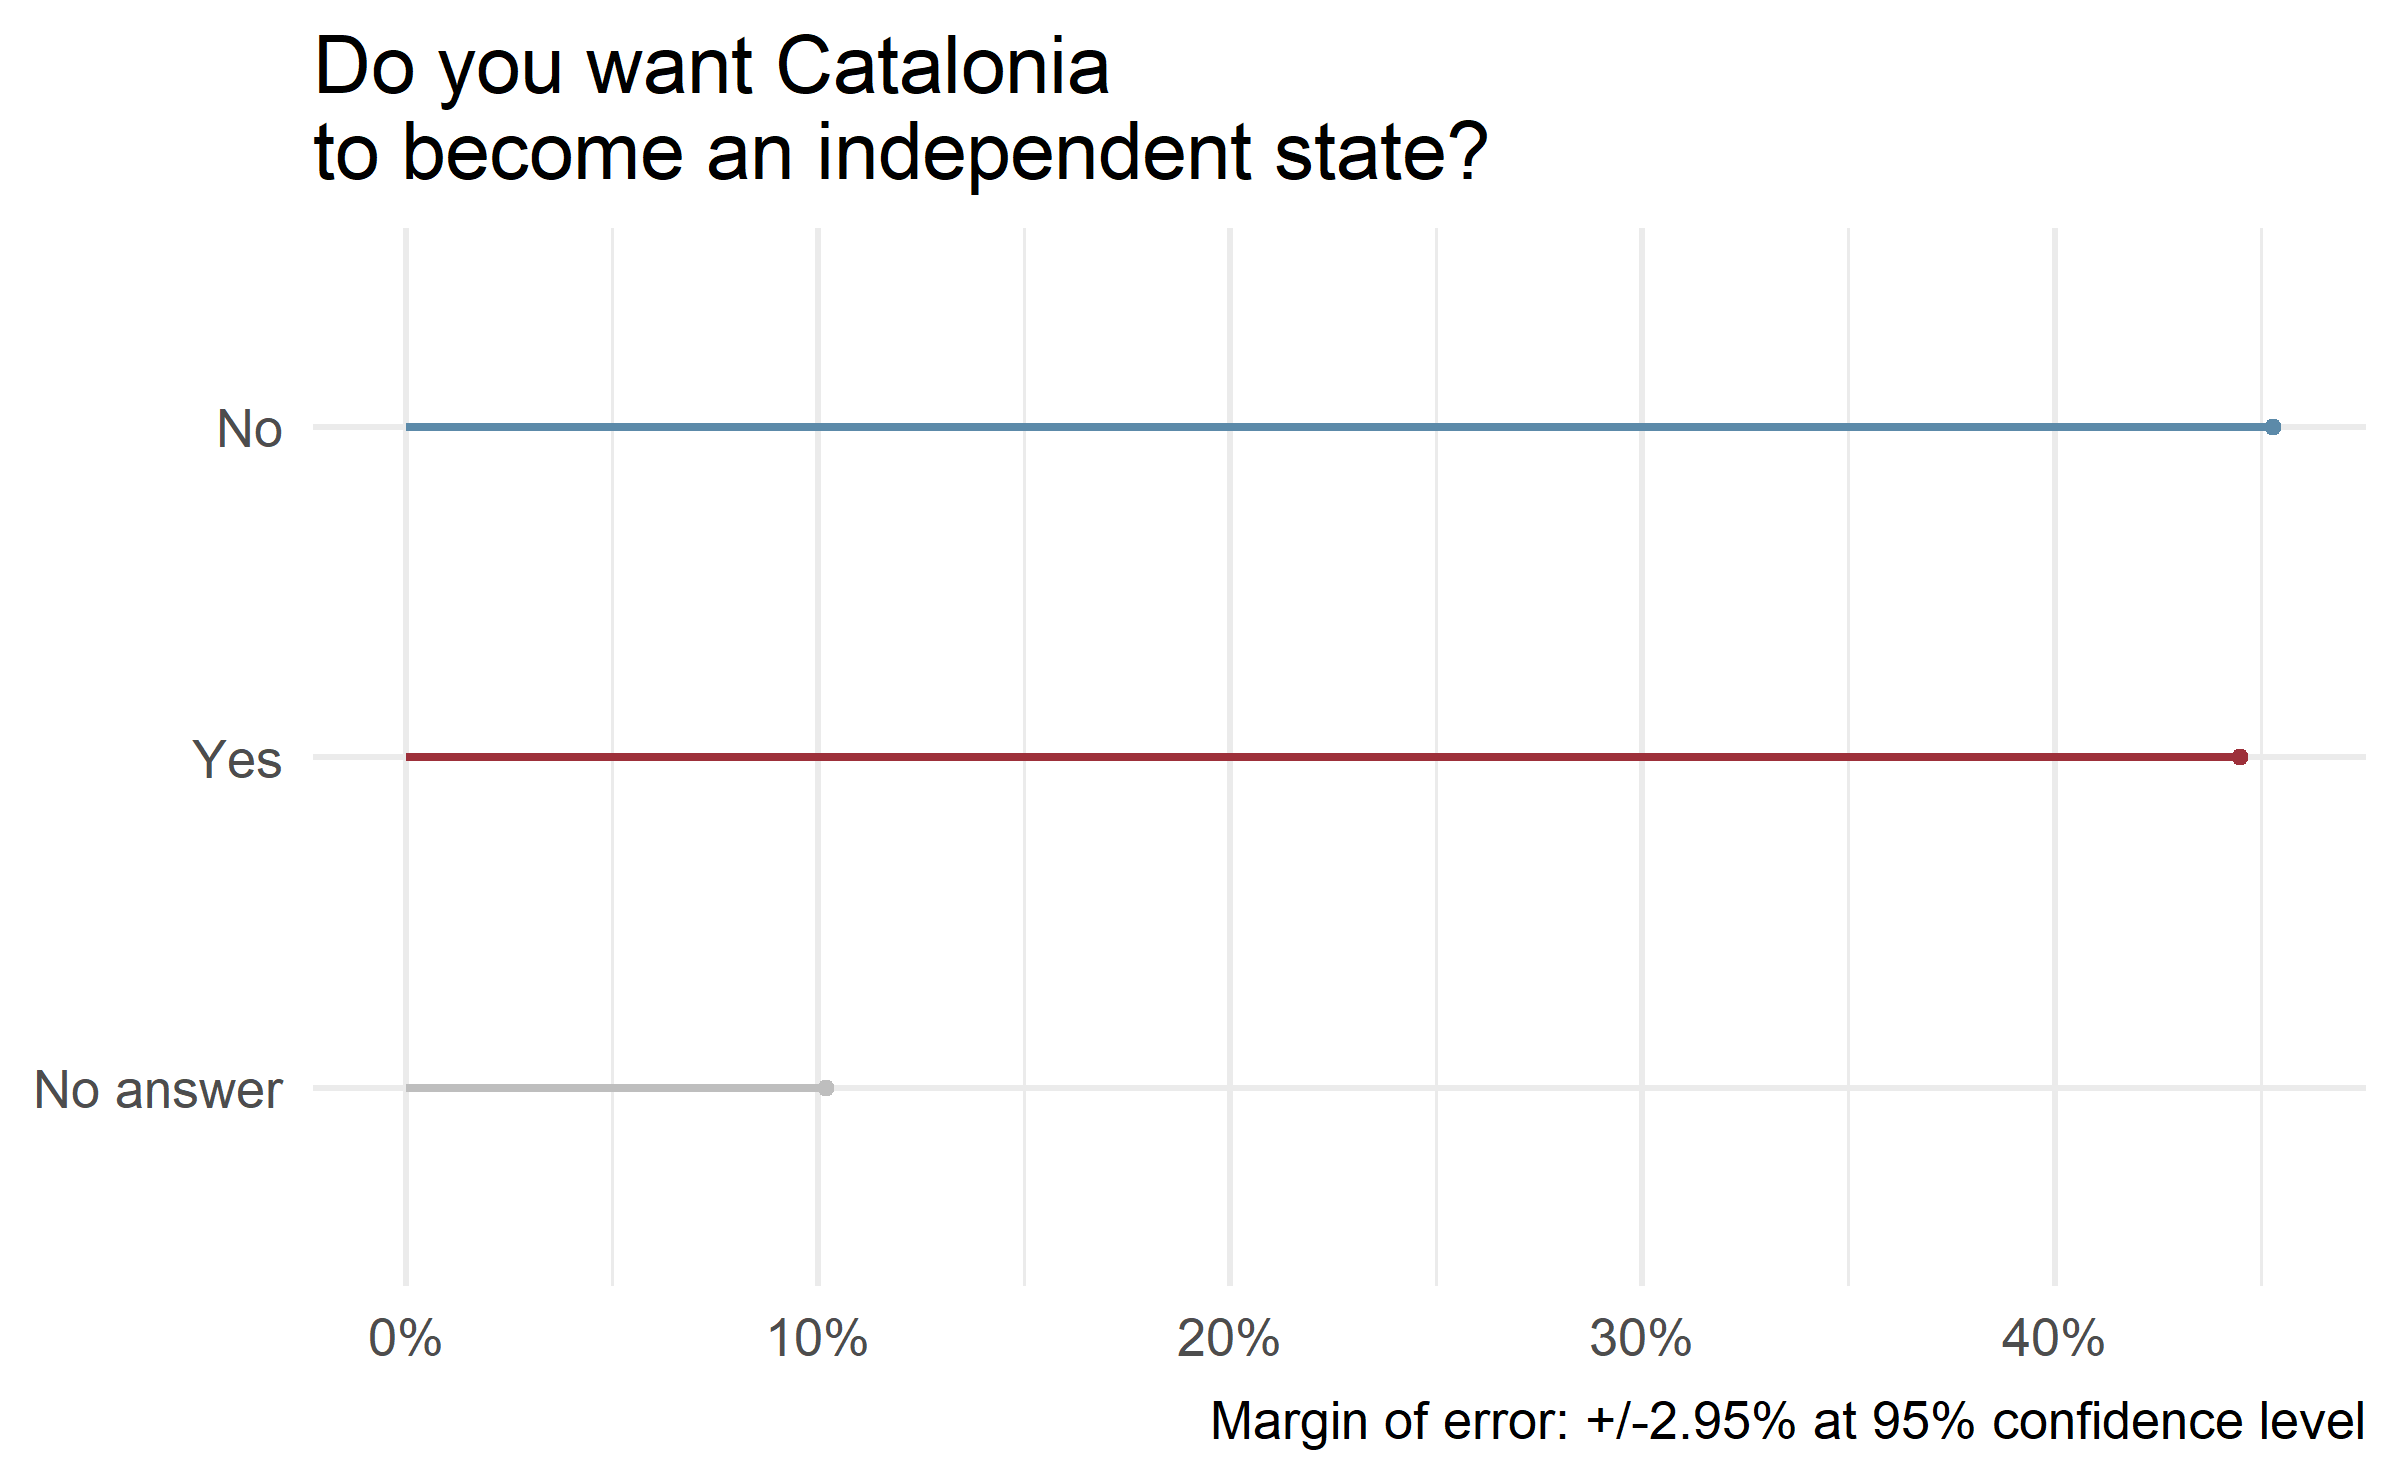 Do you want Catalonia
to become an independent state?
No
Yes
No answer
0% 10% 20% 30% 40%
Margin of error: +/-2.95% at 95% confidence level